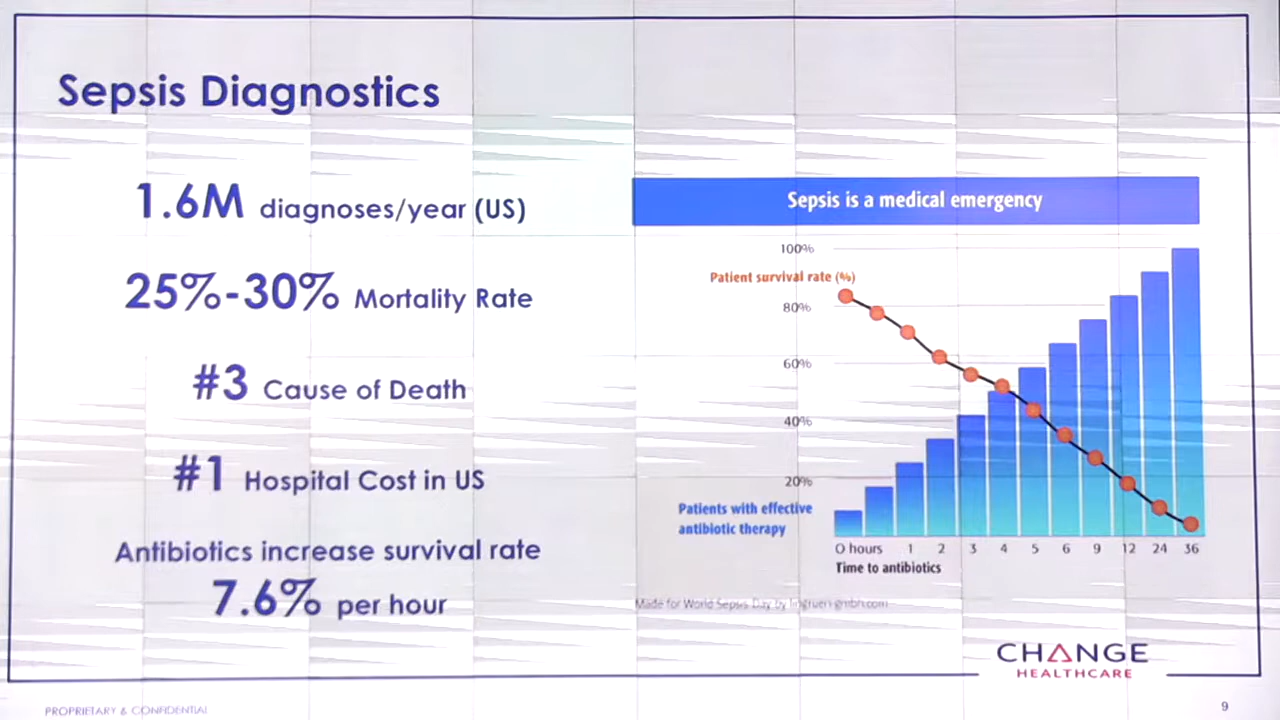 Sepsis Diagnostics
1.6M diagnoses/year (US)
25%-30% Mortality Rate
#3 Cause of Death
#1 Hospital Cost in US
Antibiotics increase survival rate
7.6% per hour
Sepsis is a medical emergency
100%
Patient survival rate (%)
80%
60%
40%
20%
Patients with effective
antibiotic therapy
0 hours 1 2 3 4 5 6 9 12 24 36
Time to antibiotics
Made for World Sepsis Day by
CHANGE
HEALTHCARE
PROPRIETARY & CONFIDENTIAL
9